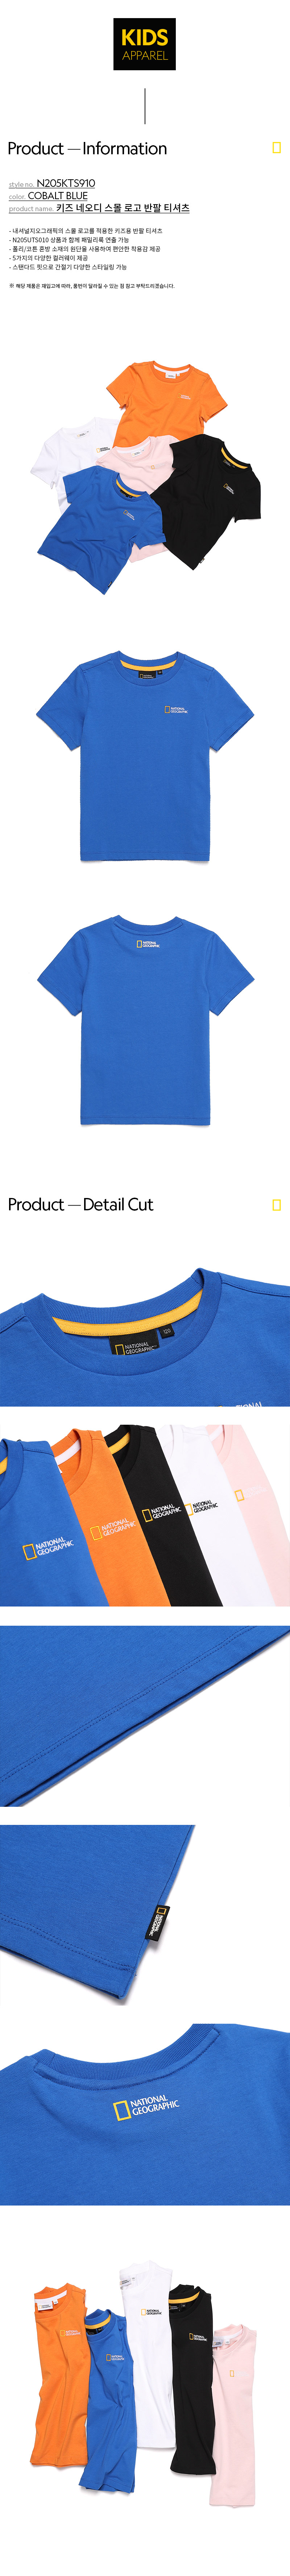 KIDS
APPAREL
Product — Information
style no. N205KTS910
color. COBALT BLUE
product name. 키즈 네오디 스몰 로고 반팔 티셔츠
- 내셔널지오그래픽의 스몰 로고를 적용한 키즈용 반팔 티셔츠
- N205UTS010 상품과 함께 패밀리룩 연출 가능
- 폴리/코튼 혼방 소재의 원단을 사용하여 편안한 착용감 제공
- 5가지의 다양한 컬러웨이 제공
- 스탠다드 핏으로 간절기 다양한 스타일링 가능
※ 해당 제품은 재입고에 따라, 품번이 달라질 수 있는 점 참고 부탁드리겠습니다.
NATIONAL
GEOGRAPHIC
NATIONAL
GEOGRAPHIC
Product — Detail Cut
NATIONAL
GEOGRAPHIC
NATIONAL
NATIONAL
GEOGRAPHIC
NATIONAL
GEOGRAPHIC
NATIONAL
GEOGRAPHIC
NATIONAL
GEOGRAPHIC
NATIONAL
GEOGRAPHIC
NATIONAL
GEOGRAPHIC
NATIONAL
GEOGRAPHIC
NATIONAL
GEOGRAPHIC
NATIONAL
GEOGRAPHIC
NATIONAL
GEOGRAPHIC